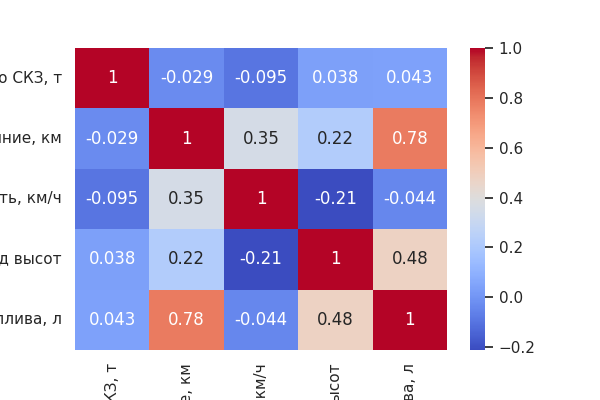 о СКЗ, т 1 -0.029 -0.095 0.038 0.043
ние, км -0.029 1 0.35 0.22 0.78
ть, км/ч -0.095 0.35 1 -0.21 -0.044
д высот 0.038 0.22 -0.21 1 0.48
лива, л 0.043 0.78 -0.044 0.48 1
КЗ, т
е, км
км/ч
ысот
ва, л
1.0
0.8
0.6
0.4
0.2
0.0
−0.2